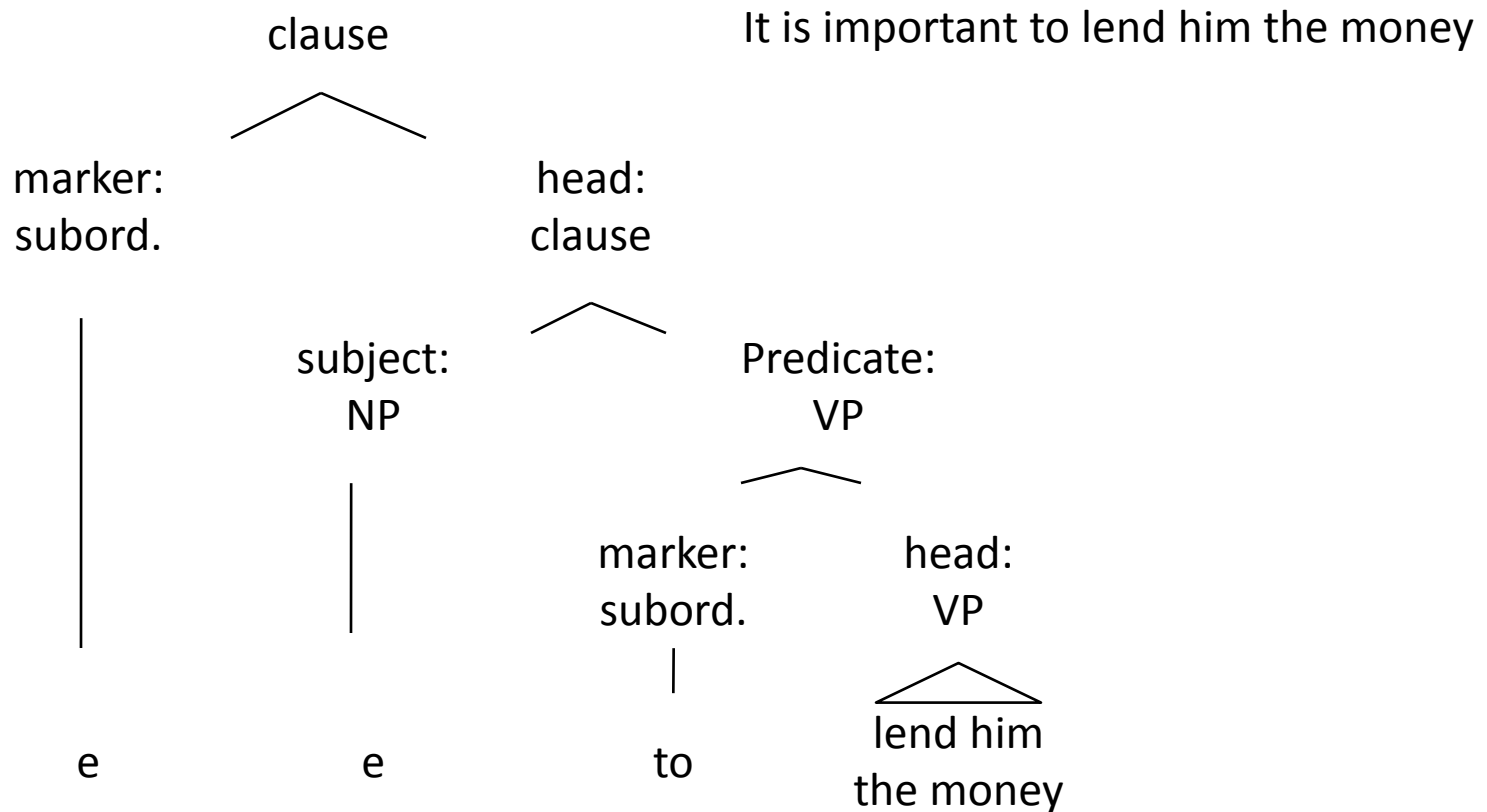 clause
It is important to lend him the money
marker:
subord.
head:
clause
subject:
NP
Predicate:
VP
marker:
subord.
head:
VP
e
e
to
lend him
the money